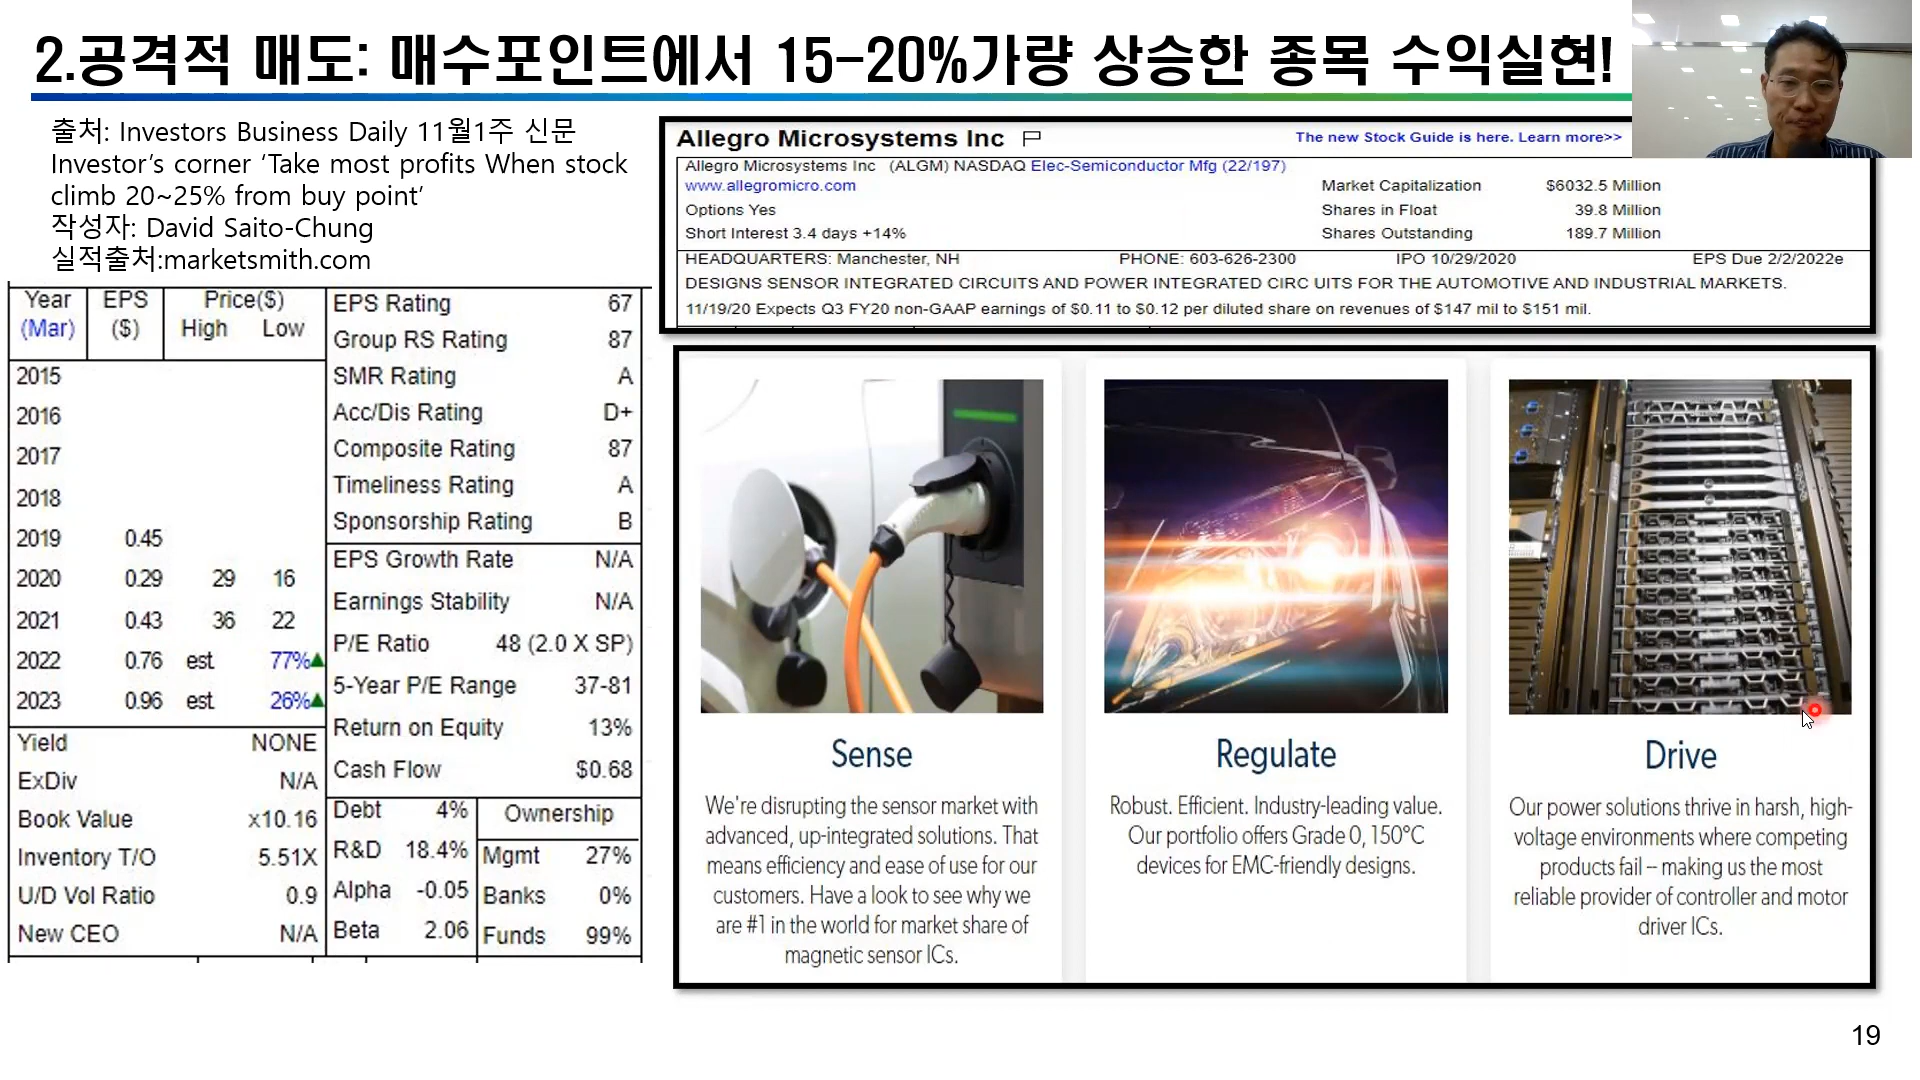 2.공격적 매도: 매수포인트에서 15-20%가량 상승한 종목 수익실현!
출처: Investors Business Daily 11월1주 신문
Investor's corner 'Take most profits When stock
climb 20~25% from buy point'
작성자: David Saito-Chung
실적출처:marketsmith.com
Year EPS Price($)
(Mar) ($) High Low
2015
2016
2017
2018
2019 0.45
2020 0.29 29 16
2021 0.43 36 22
2022 0.76 est 77%▲
2023 0.96 est 26%▲
Yield NONE
ExDiv N/A
Book Value x10.16
Inventory T/O 5.51X
U/D Vol Ratio 0.9
New CEO N/A
EPS Rating 67
Group RS Rating 87
SMR Rating A
Acc/Dis Rating D+
Composite Rating 87
Timeliness Rating A
Sponsorship Rating B
EPS Growth Rate N/A
Earnings Stability N/A
P/E Ratio 48 (2.0 X SP)
5-Year P/E Range 37-81
Return on Equity 13%
Cash Flow $0.68
Debt 4%
R&D 18.4%
Alpha -0.05
Beta 2.06
Ownership
Mgmt 27%
Banks 0%
Funds 99%
Allegro Microsystems Inc The new Stock Guide is here. Learn more>>
Allegro Microsystems Inc (ALGM) NASDAQ Elec-Semiconductor Mfg (22/197)
www.allegromicro.com Market Capitalization $6032.5 Million
Options Yes Shares in Float 39.8 Million
Short Interest 3.4 days +14% Shares Outstanding 189.7 Million
HEADQUARTERS: Manchester, NH PHONE: 603-626-2300 IPO 10/29/2020 EPS Due 2/2/2022e
DESIGNS SENSOR INTEGRATED CIRCUITS AND POWER INTEGRATED CIRC UITS FOR THE AUTOMOTIVE AND INDUSTRIAL MARKETS.
11/19/20 Expects Q3 FY20 non-GAAP earnings of $0.11 to $0.12 per diluted share on revenues of $147 mil to $151 mil.
Sense
We're disrupting the sensor market with
advanced, up-integrated solutions. That
means efficiency and ease of use for our
customers. Have a look to see why we
are #1 in the world for market share of
magnetic sensor ICs.
Regulate
Robust. Efficient. Industry-leading value.
Our portfolio offers Grade 0, 150°C
devices for EMC-friendly designs.
Drive
Our power solutions thrive in harsh, high-
voltage environments where competing
products fail – making us the most
reliable provider of controller and motor
driver ICs.
19